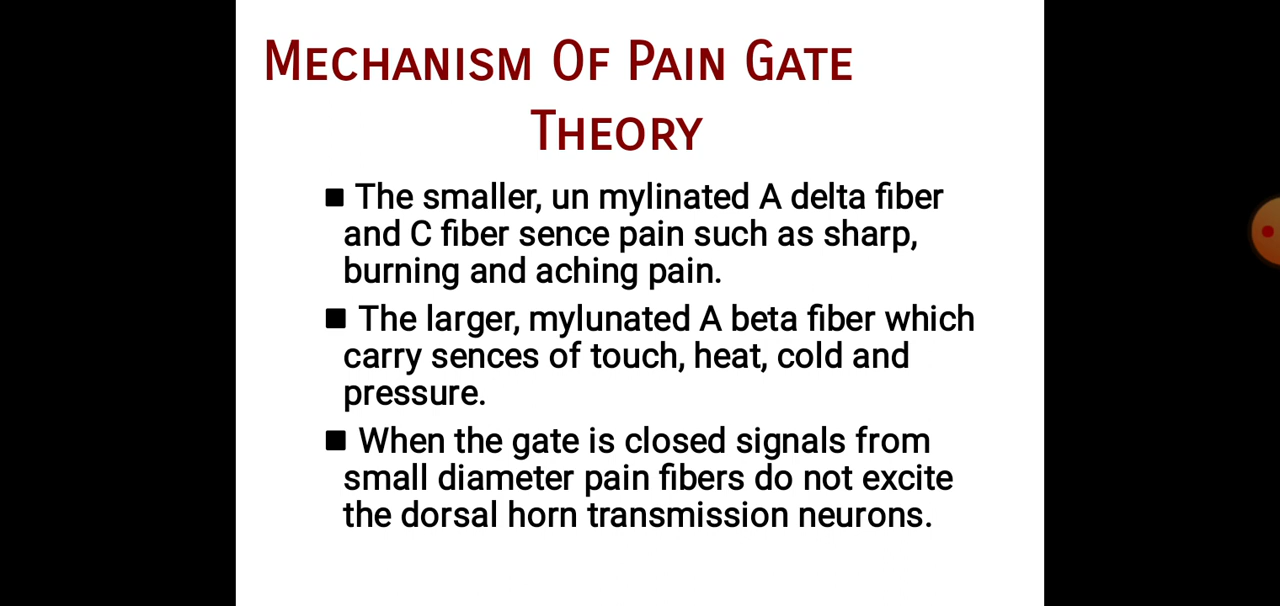 MECHANISM OF PAIN GATE
THEORY
■ The smaller, un mylinated A delta fiber
and C fiber sence pain such as sharp,
burning and aching pain.
■ The larger, mylunated A beta fiber which
carry sences of touch, heat, cold and
pressure.
■ When the gate is closed signals from
small diameter pain fibers do not excite
the dorsal horn transmission neurons.